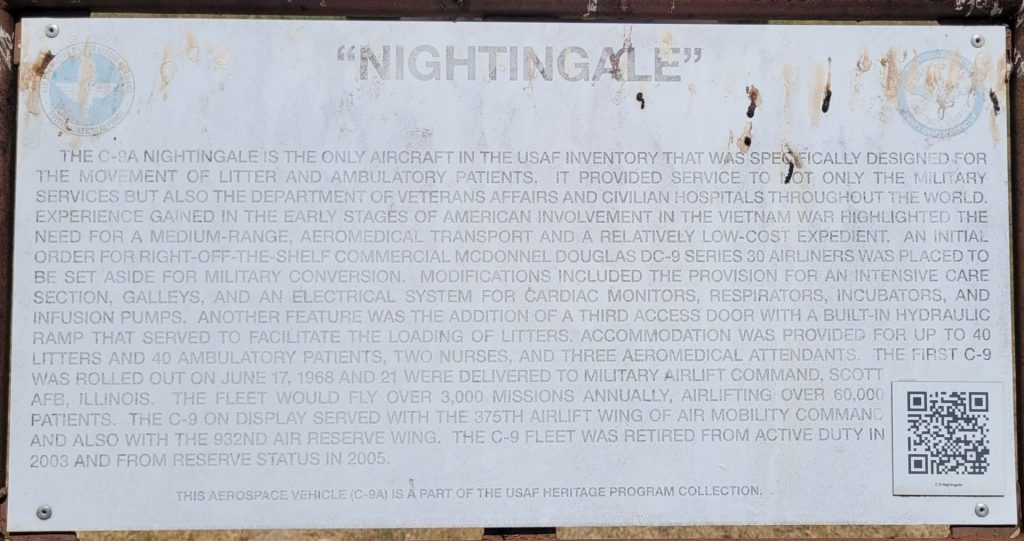 “NIGHTINGALE”
THE C-9A NIGHTINGALE IS THE ONLY AIRCRAFT IN THE USAF INVENTORY THAT WAS SPECIFICALLY DESIGNED FOR
THE MOVEMENT OF LITTER AND AMBULATORY PATIENTS. IT PROVIDED SERVICE TO NOT ONLY THE MILITARY
SERVICES BUT ALSO THE DEPARTMENT OF VETERANS AFFAIRS AND CIVILIAN HOSPITALS THROUGHOUT THE WORLD.
EXPERIENCE GAINED IN THE EARLY STAGES OF AMERICAN INVOLVEMENT IN THE VIETNAM WAR HIGHLIGHTED THE
NEED FOR A MEDIUM-RANGE, AEROMEDICAL TRANSPORT AND A RELATIVELY LOW-COST EXPEDIENT. AN INITIAL
ORDER FOR RIGHT-OFF-THE-SHELF COMMERCIAL MCDONNEL DOUGLAS DC-9 SERIES 30 AIRLINERS WAS PLACED TO
BE SET ASIDE FOR MILITARY CONVERSION. MODIFICATIONS INCLUDED THE PROVISION FOR AN INTENSIVE CARE
SECTION, GALLEYS, AND AN ELECTRICAL SYSTEM FOR CARDIAC MONITORS, RESPIRATORS, INCUBATORS, AND
INFUSION PUMPS. ANOTHER FEATURE WAS THE ADDITION OF A THIRD ACCESS DOOR WITH A BUILT-IN HYDRAULIC
RAMP THAT SERVED TO FACILITATE THE LOADING OF LITTERS. ACCOMMODATION WAS PROVIDED FOR UP TO 40
LITTERS AND 40 AMBULATORY PATIENTS, TWO NURSES, AND THREE AEROMEDICAL ATTENDANTS. THE FIRST C-9
WAS ROLLED OUT ON JUNE 17, 1968 AND 21 WERE DELIVERED TO MILITARY AIRLIFT COMMAND, SCOTT
AFB, ILLINOIS. THE FLEET WOULD FLY OVER 3,000 MISSIONS ANNUALLY, AIRLIFTING OVER 60,000
PATIENTS. THE C-9 ON DISPLAY SERVED WITH THE 375TH AIRLIFT WING OF AIR MOBILITY COMMAND
AND ALSO WITH THE 932ND AIR RESERVE WING. THE C-9 FLEET WAS RETIRED FROM ACTIVE DUTY IN
2003 AND FROM RESERVE STATUS IN 2005.
THIS AEROSPACE VEHICLE (C-9A) IS A PART OF THE USAF HERITAGE PROGRAM COLLECTION.
C-9 Nightingale